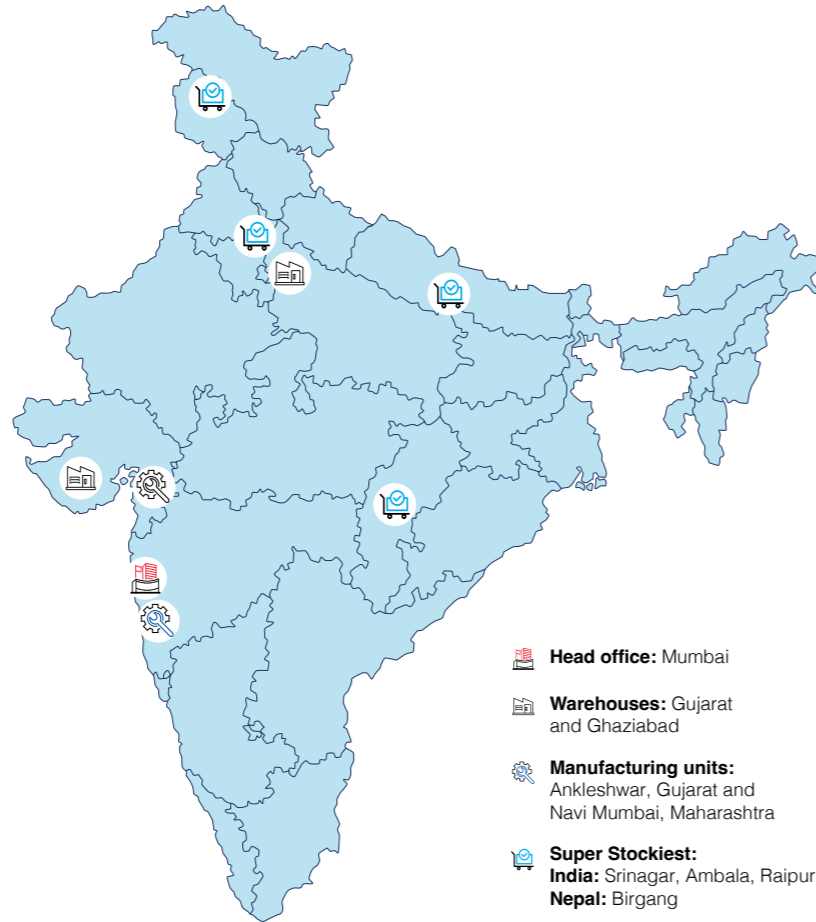 Head office: Mumbai
Warehouses: Gujarat
and Ghaziabad
Manufacturing units:
Ankleshwar, Gujarat and
Navi Mumbai, Maharashtra
Super Stockiest:
India: Srinagar, Ambala, Raipur
Nepal: Birgang